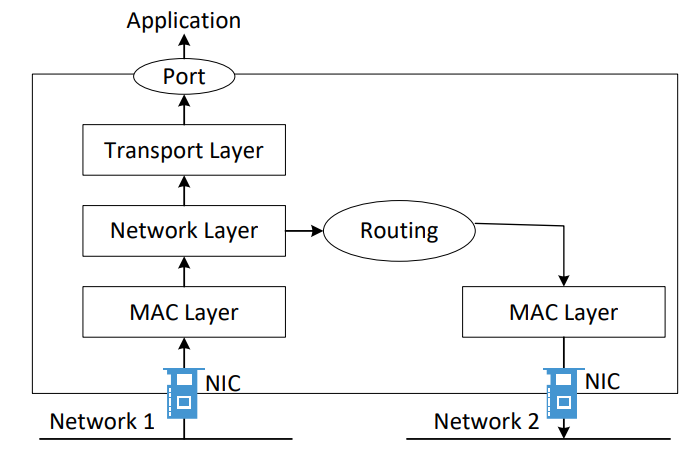 Application
Port
Transport Layer
Network Layer
Routing
MAC Layer
MAC Layer
NIC
NIC
Network 1
Network 2